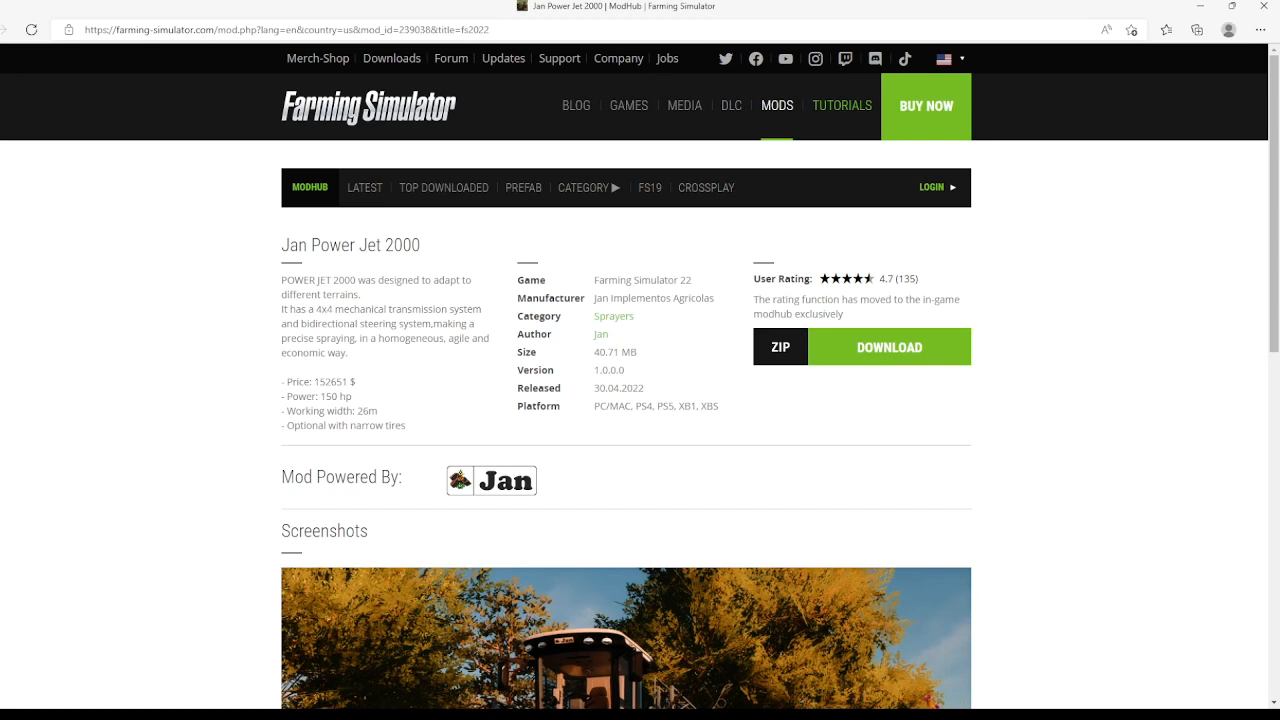 Jan Power Jet 2000 | ModHub | Farming Simulator
https://farming-simulator.com/mod.php?lang=en&country=us&mod_id=239038&title=fs2022
Merch-Shop Downloads Forum Updates Support Company Jobs
Farming Simulator
BLOG GAMES MEDIA DLC MODS TUTORIALS BUY NOW
MODHUB LATEST TOP DOWNLOADED PREFAB CATEGORY ▶ FS19 CROSSPLAY LOGIN ►
Jan Power Jet 2000
POWER JET 2000 was designed to adapt to
different terrains.
It has a 4x4 mechanical transmission system
and bidirectional steering system,making a
precise spraying, in a homogeneous, agile and
economic way.
- Price: 152651 $
- Power: 150 hp
- Working width: 26m
- Optional with narrow tires
Game Farming Simulator 22
Manufacturer Jan Implementos Agricolas
Category Sprayers
Author Jan
Size 40.71 MB
Version 1.0.0.0
Released 30.04.2022
Platform PC/MAC, PS4, PS5, XB1, XBS
User Rating: 4.7 (135)
The rating function has moved to the in-game
modhub exclusively
ZIP DOWNLOAD
Mod Powered By: Jan
Screenshots
Jan